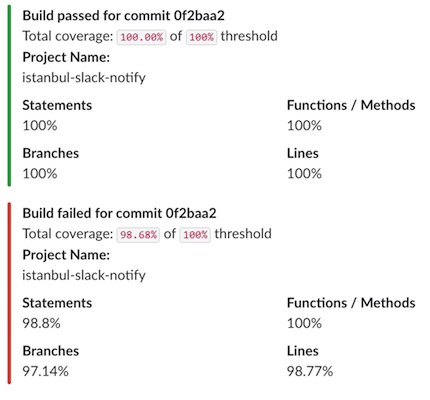 Build passed for commit 0f2baa2
Total coverage: 100.00% of 100% threshold
Project Name:
istanbul-slack-notify
Statements Functions / Methods
100% 100%
Branches Lines
100% 100%
Build failed for commit 0f2baa2
Total coverage: 98.68% of 100% threshold
Project Name:
istanbul-slack-notify
Statements Functions / Methods
98.8% 100%
Branches Lines
97.14% 98.77%